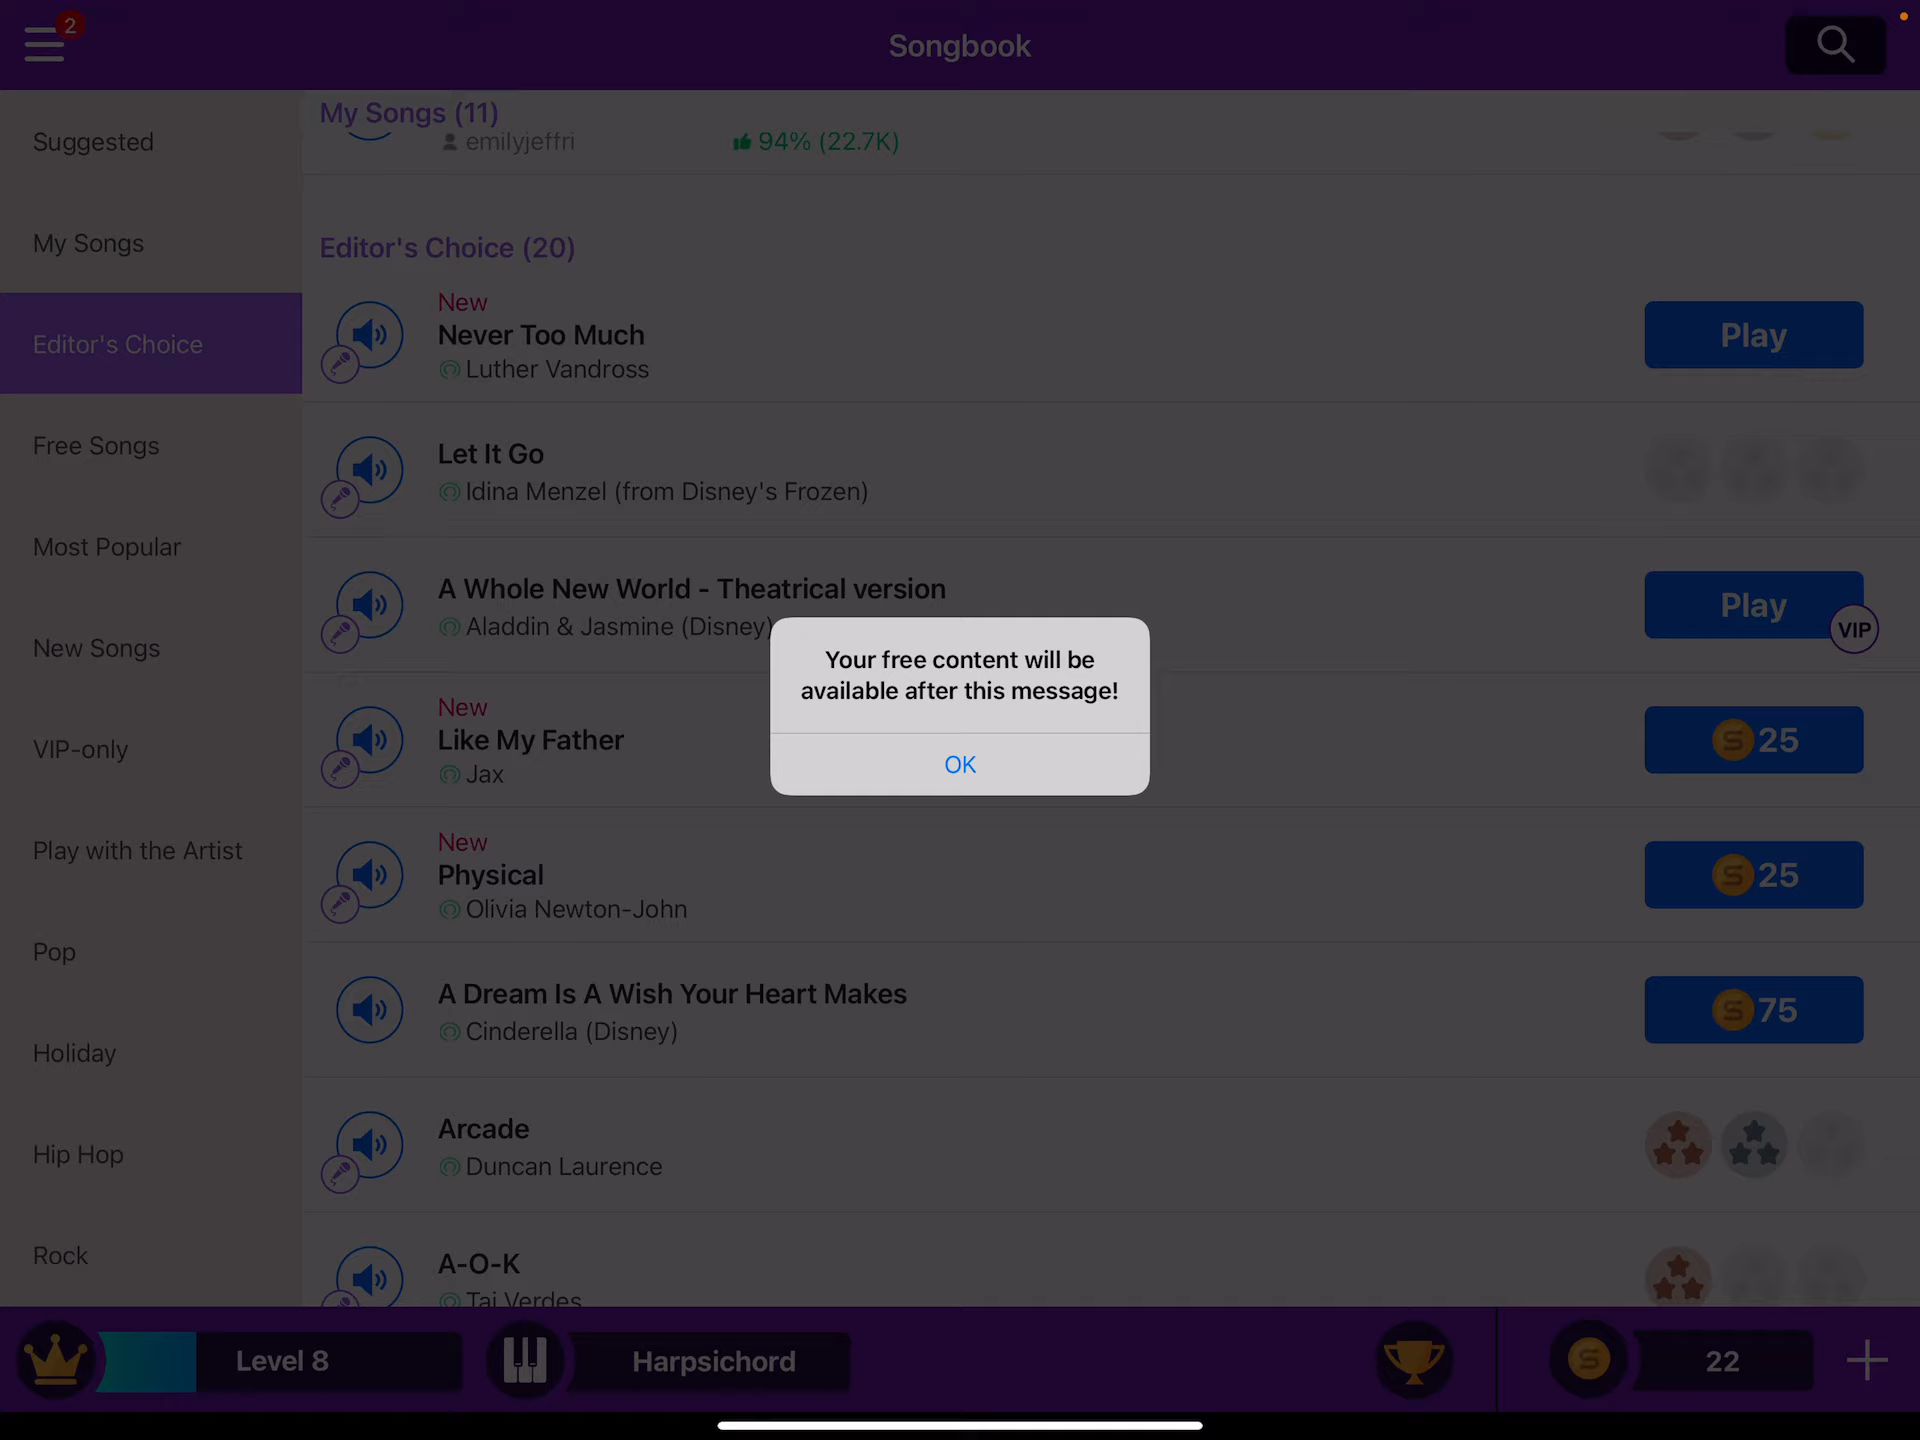 2
Songbook
My Songs (11)
emilyjeffri
94% (22.7K)
Suggested
My Songs
Editor's Choice
Free Songs
Most Popular
New Songs
VIP-only
Play with the Artist
Pop
Holiday
Hip Hop
Rock
Editor's Choice (20)
New
Never Too Much
Luther Vandross
Play
Let It Go
Idina Menzel (from Disney's Frozen)
A Whole New World - Theatrical version
Aladdin & Jasmine (Disney)
Play
VIP
New
Like My Father
Jax
S 25
New
Physical
Olivia Newton-John
S 25
A Dream Is A Wish Your Heart Makes
Cinderella (Disney)
S 75
Arcade
Duncan Laurence
A-O-K
Tai Verdes
Your free content will be
available after this message!
OK
Level 8
Harpsichord
S 22